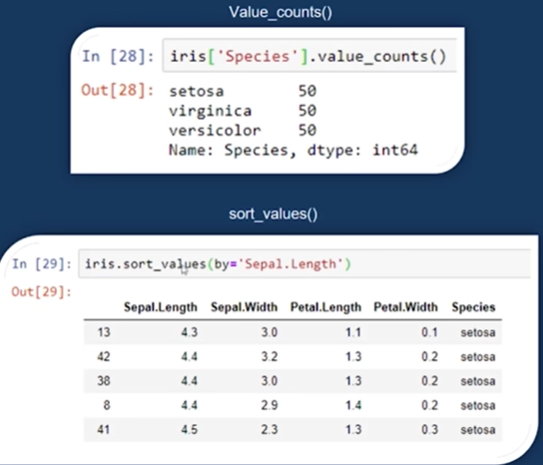 Value_counts()
In [28]: iris['Species'].value_counts()
Out[28]: setosa 50
virginica 50
versicolor 50
Name: Species, dtype: int64
sort_values()
In [29]: iris.sort_values(by='Sepal.Length')
Out[29]:
Sepal.Length Sepal.Width Petal.Length Petal.Width Species
13 4.3 3.0 1.1 0.1 setosa
42 4.4 3.2 1.3 0.2 setosa
38 4.4 3.0 1.3 0.2 setosa
8 4.4 2.9 1.4 0.2 setosa
41 4.5 2.3 1.3 0.3 setosa